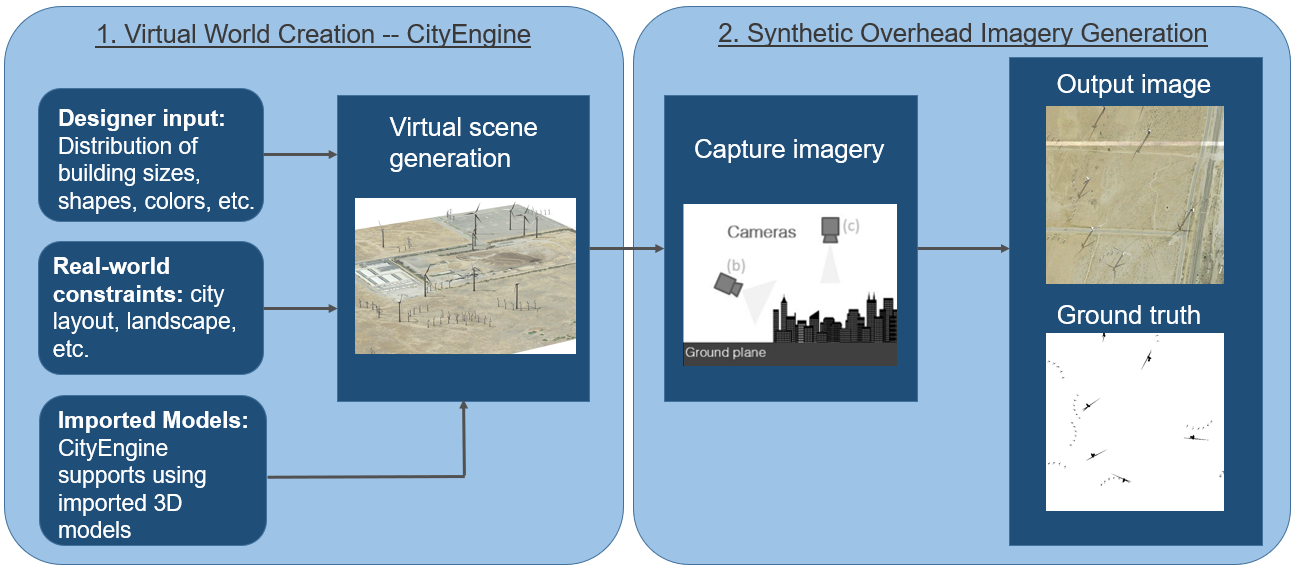 1. Virtual World Creation -- CityEngine
Designer input:
Distribution of
building sizes,
shapes, colors, etc.
Real-world
constraints: city
layout, landscape,
etc.
Imported Models:
CityEngine
supports using
imported 3D
models
Virtual scene
generation
2. Synthetic Overhead Imagery Generation
Capture imagery
Cameras
(c)
(b)
Ground plane
Output image
Ground truth